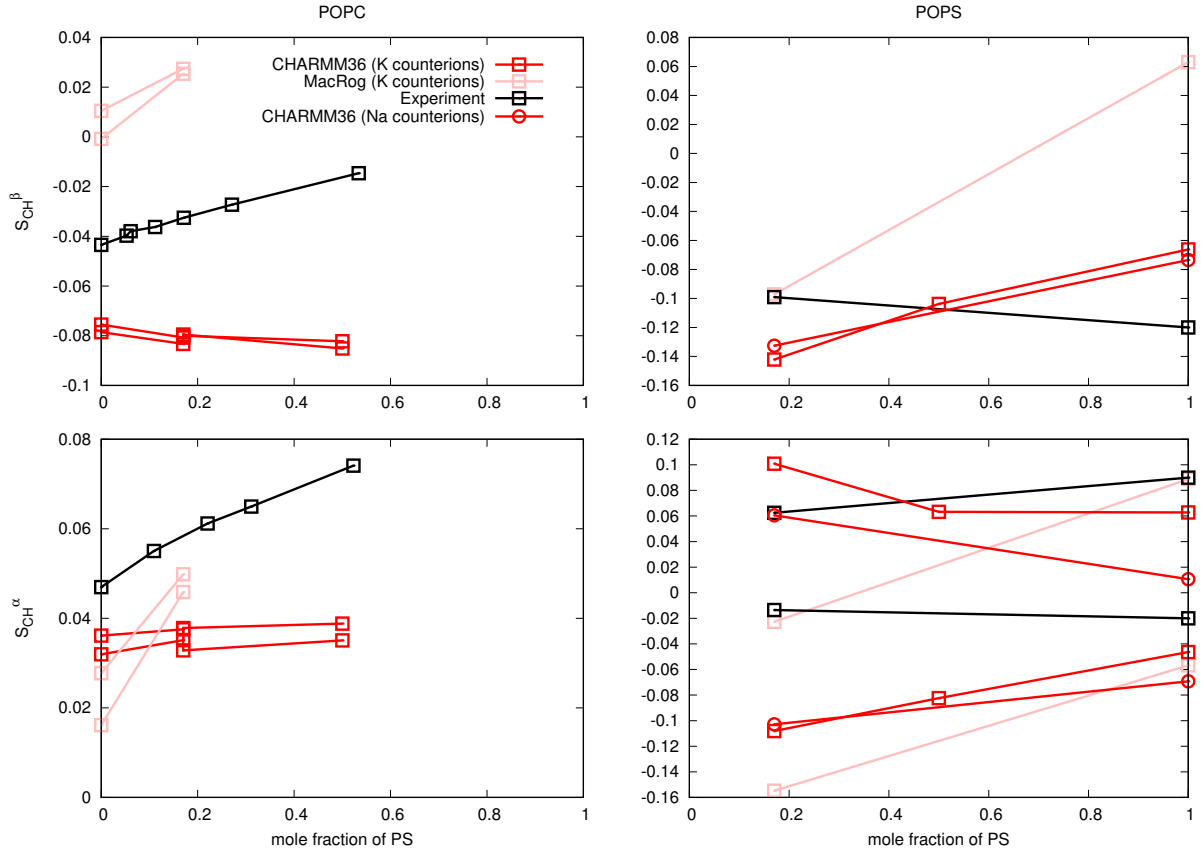 POPC
POPS
0.04
0.02
0
-0.02
-0.04
-0.06
-0.08
-0.1
S_CH^β
CHARMM36 (K counterions)
MacRog (K counterions)
Experiment
CHARMM36 (Na counterions)
0 0.2 0.4 0.6 0.8 1
0.08
0.06
0.04
0.02
0
-0.02
-0.04
-0.06
-0.08
-0.1
-0.12
-0.14
-0.16
0 0.2 0.4 0.6 0.8 1
0.08
0.06
0.04
0.02
0
S_CH^α
0 0.2 0.4 0.6 0.8 1
mole fraction of PS
0.12
0.1
0.08
0.06
0.04
0.02
0
-0.02
-0.04
-0.06
-0.08
-0.1
-0.12
-0.14
-0.16
0 0.2 0.4 0.6 0.8 1
mole fraction of PS